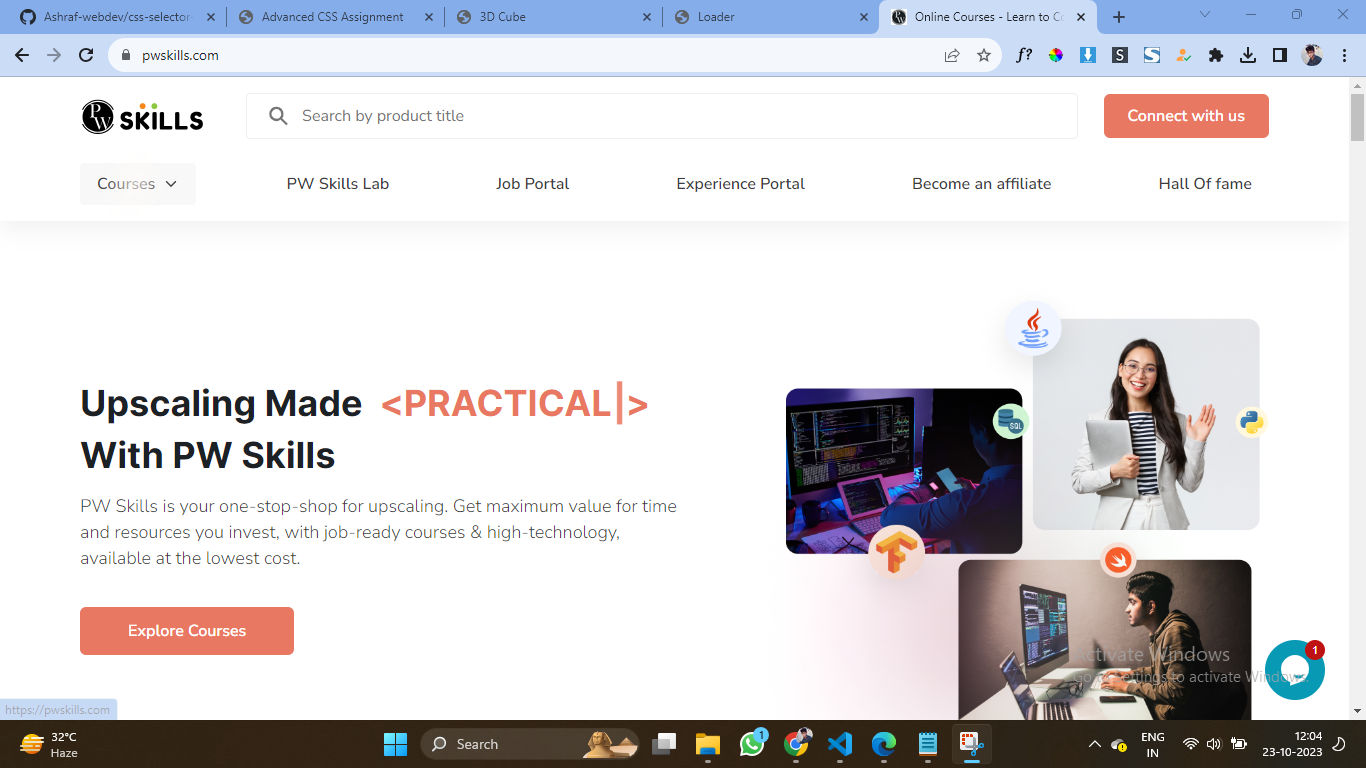 Ashraf-webdev/css-selector-
Advanced CSS Assignment
3D Cube
Loader
Online Courses - Learn to Co
pwskills.com
f?
S
S
PW SKILLS
Search by product title
Connect with us
Courses
PW Skills Lab
Job Portal
Experience Portal
Become an affiliate
Hall Of fame
Upscaling Made <PRACTICAL|>
With PW Skills
SQL
PW Skills is your one-stop-shop for upscaling. Get maximum value for time
and resources you invest, with job-ready courses & high-technology,
available at the lowest cost.
Explore Courses
Activate Windows
Go to Settings to activate Windows.
1
https://pwskills.com
32°C
Haze
Search
1
ENG
IN
12:04
23-10-2023